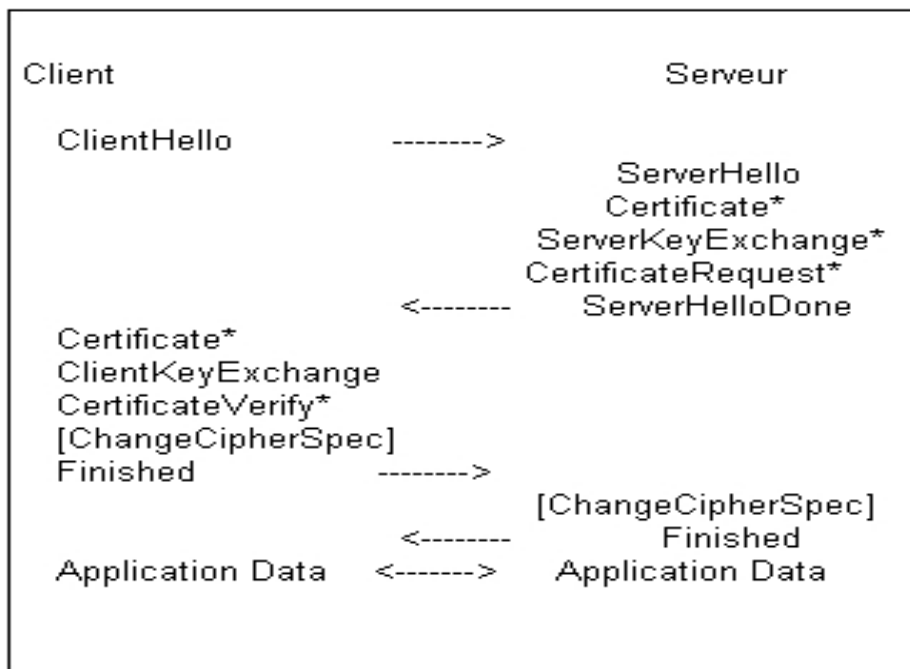 Client Serveur
ClientHello -------->
ServerHello
Certificate*
ServerKeyExchange*
CertificateRequest*
<-------- ServerHelloDone
Certificate*
ClientKeyExchange
CertificateVerify*
[ChangeCipherSpec]
Finished -------->
[ChangeCipherSpec]
<-------- Finished
Application Data <-------> Application Data